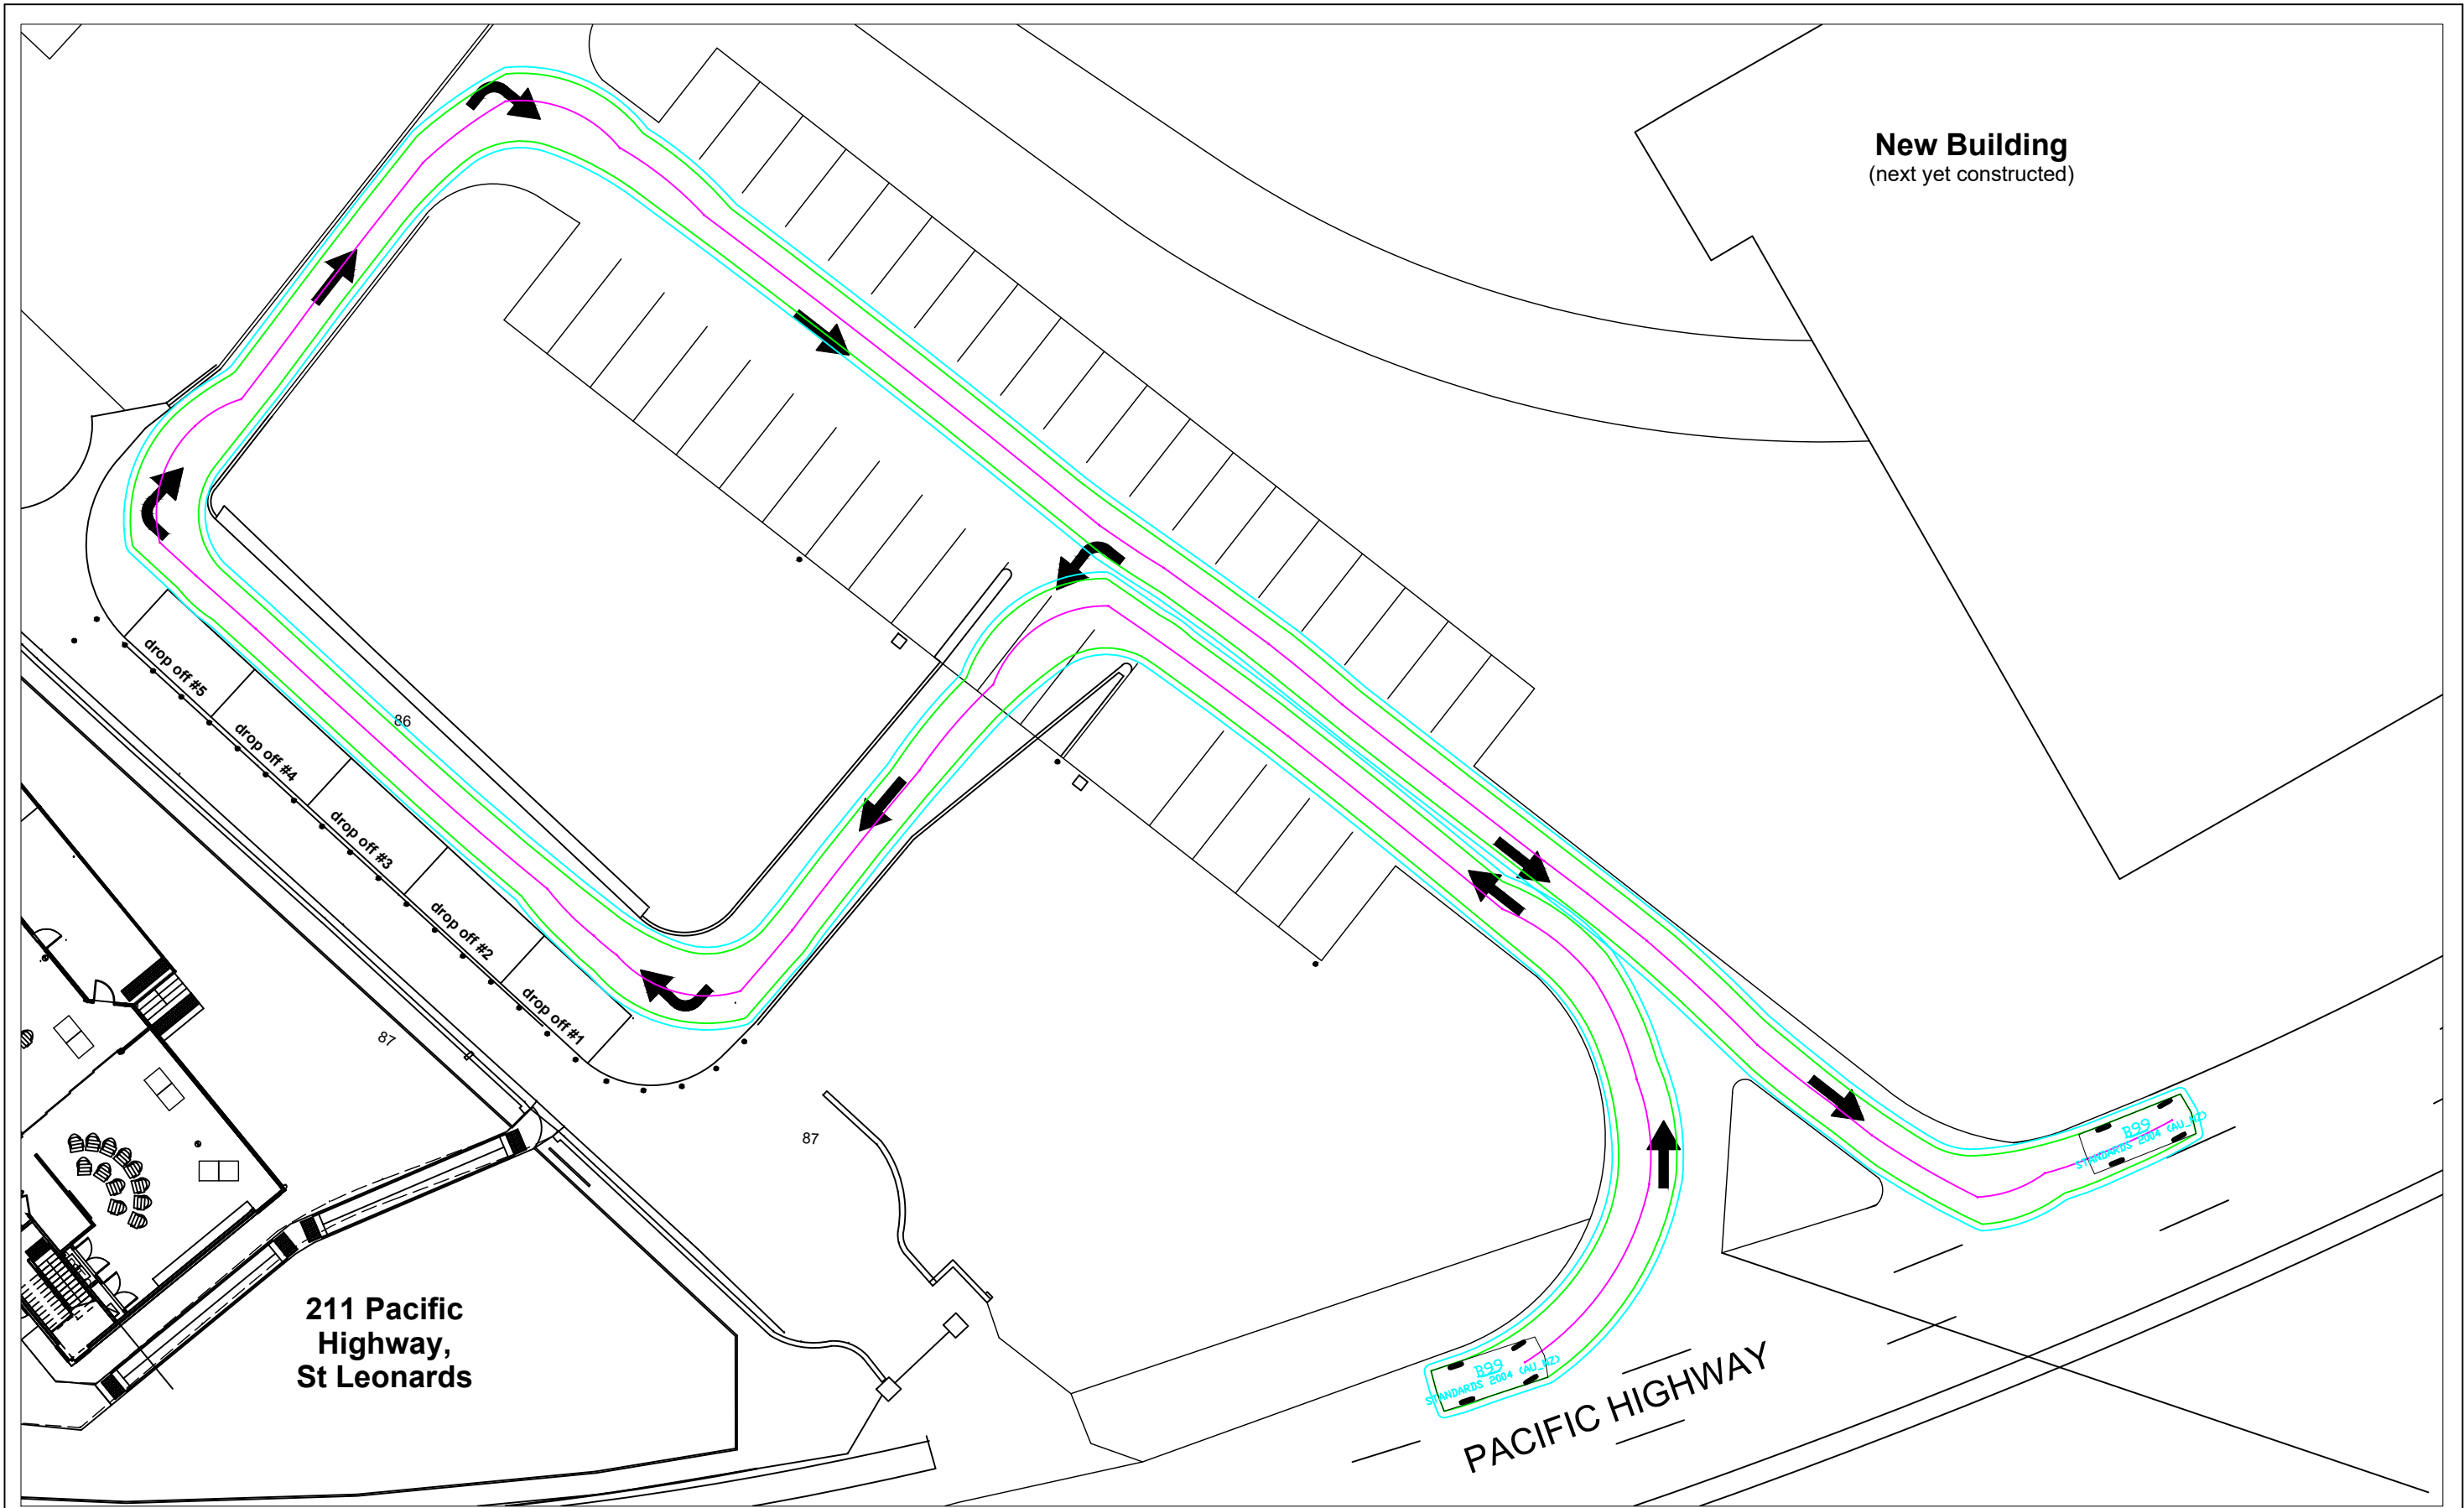 New Building
(next yet constructed)
drop off #5
86
drop off #4
drop off #3
drop off #2
drop off #1
87
87
B99
STANDARDS 2004 (AU_NZ)
211 Pacific
Highway,
St Leonards
B99
STANDARDS 2004 (AU_NZ)
PACIFIC HIGHWAY